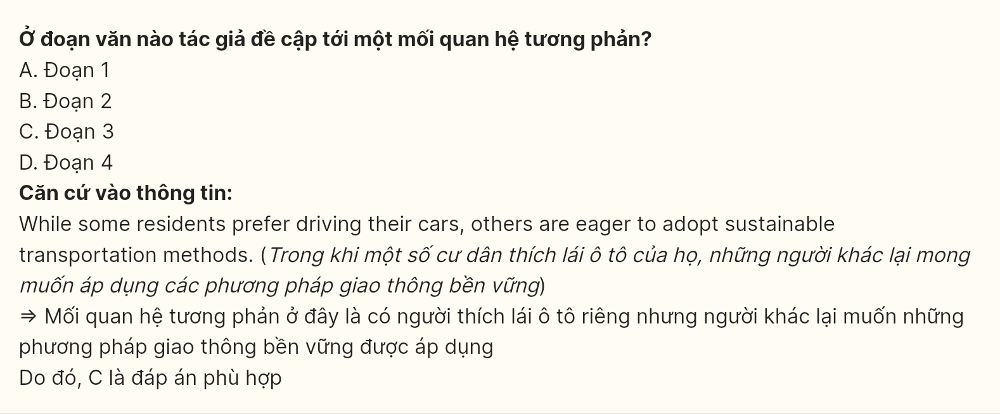 Ở đoạn văn nào tác giả đề cập tới một mối quan hệ tương phản?
A. Đoạn 1
B. Đoạn 2
C. Đoạn 3
D. Đoạn 4
Căn cứ vào thông tin:
While some residents prefer driving their cars, others are eager to adopt sustainable
transportation methods. (Trong khi một số cư dân thích lái ô tô của họ, những người khác lại mong
muốn áp dụng các phương pháp giao thông bền vững)
⇒ Mối quan hệ tương phản ở đây là có người thích lái ô tô riêng nhưng người khác lại muốn những
phương pháp giao thông bền vững được áp dụng
Do đó, C là đáp án phù hợp